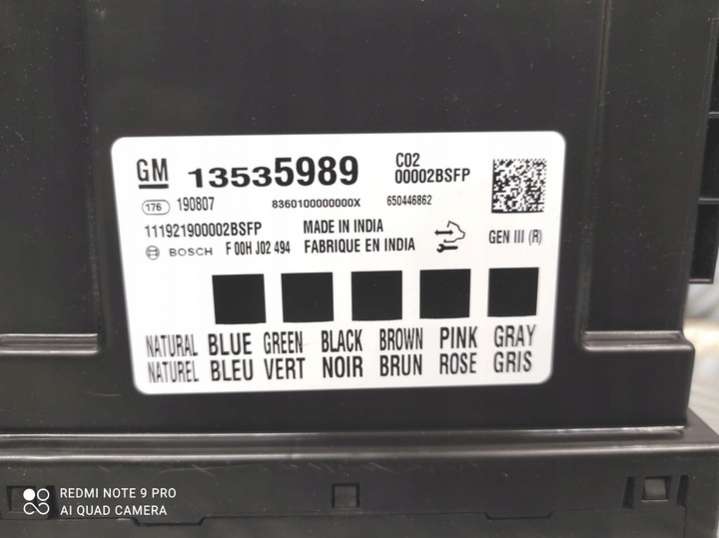 GM 13535989 C02
00002BSFP
176 190807 8360100000000X 650446862
111921900002BSFP MADE IN INDIA
BOSCH F 00H J02 494 FABRIQUE EN INDIA GEN III (R)
NATURAL BLUE GREEN BLACK BROWN PINK GRAY
NATUREL BLEU VERT NOIR BRUN ROSE GRIS
REDMI NOTE 9 PRO
AI QUAD CAMERA